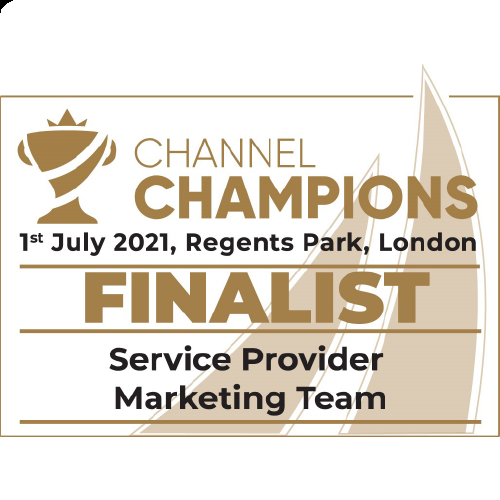 CHANNEL
CHAMPIONS
1st July 2021, Regents Park, London
FINALIST
Service Provider
Marketing Team